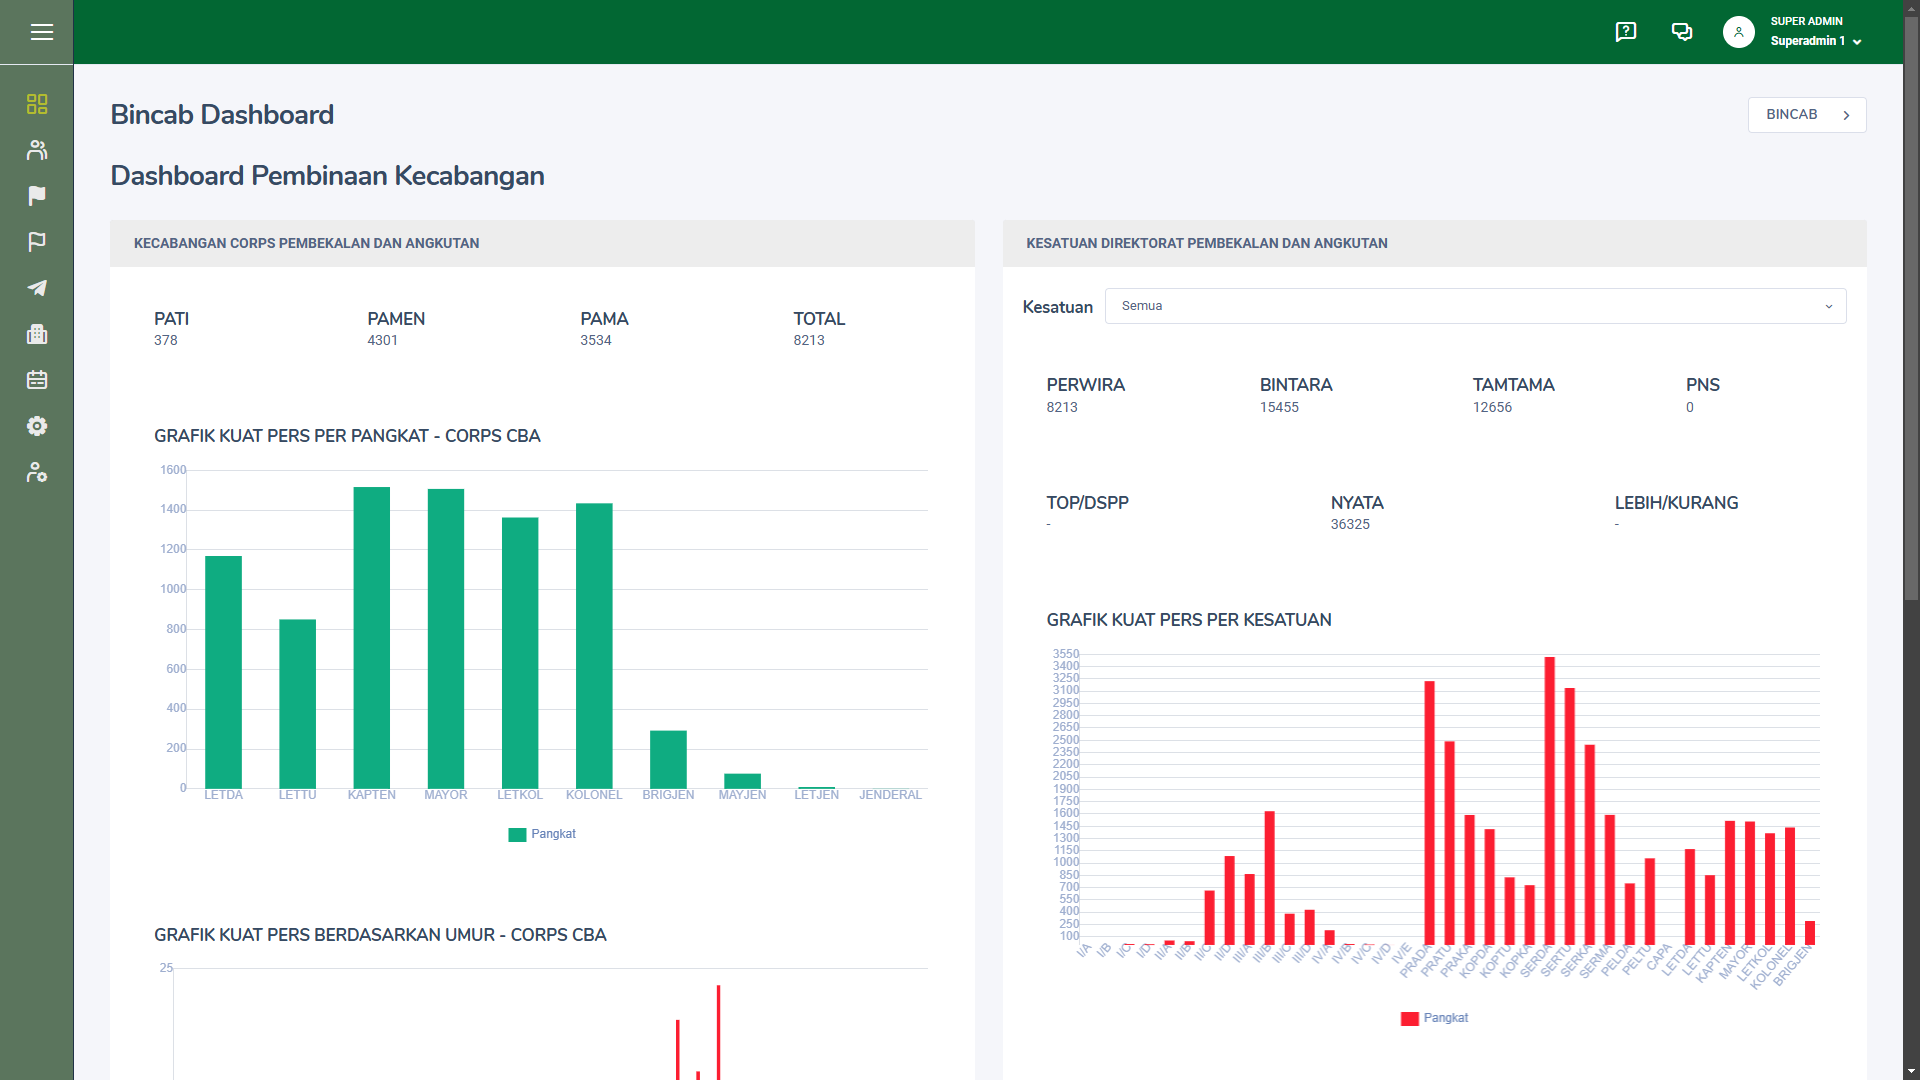 SUPER ADMIN
Superadmin 1
Bincab Dashboard
BINCAB
Dashboard Pembinaan Kecabangan
KECABANGAN CORPS PEMBEKALAN DAN ANGKUTAN
PATI
PAMEN
PAMA
TOTAL
378
4301
3534
8213
GRAFIK KUAT PERS PER PANGKAT - CORPS CBA
1600
1400
1200
1000
800
600
400
200
0
LETDA
LETTU
KAPTEN
MAYOR
LETKOL
KOLONEL
BRIGJEN
MAYJEN
LETJEN
JENDERAL
Pangkat
GRAFIK KUAT PERS BERDASARKAN UMUR - CORPS CBA
25
KESATUAN DIREKTORAT PEMBEKALAN DAN ANGKUTAN
Kesatuan
Semua
PERWIRA
BINTARA
TAMTAMA
PNS
8213
15455
12656
0
TOP/DSPP
NYATA
LEBIH/KURANG
-
36325
-
GRAFIK KUAT PERS PER KESATUAN
3550
3400
3250
3100
2950
2800
2650
2500
2350
2200
2050
1900
1750
1600
1450
1300
1150
1000
850
700
550
400
250
100
I/A
I/B
I/C
I/D
II/A
II/B
II/C
II/D
III/A
III/B
III/C
III/D
IV/A
IV/B
IV/C
IV/D
IV/E
PRADA
PRATU
PRAKA
KOPDA
KOPTU
KOPKA
SERDA
SERTU
SERKA
SERMA
PELDA
PELTU
CAPA
LETDA
LETTU
KAPTEN
MAYOR
LETKOL
KOLONEL
BRIGJEN
Pangkat